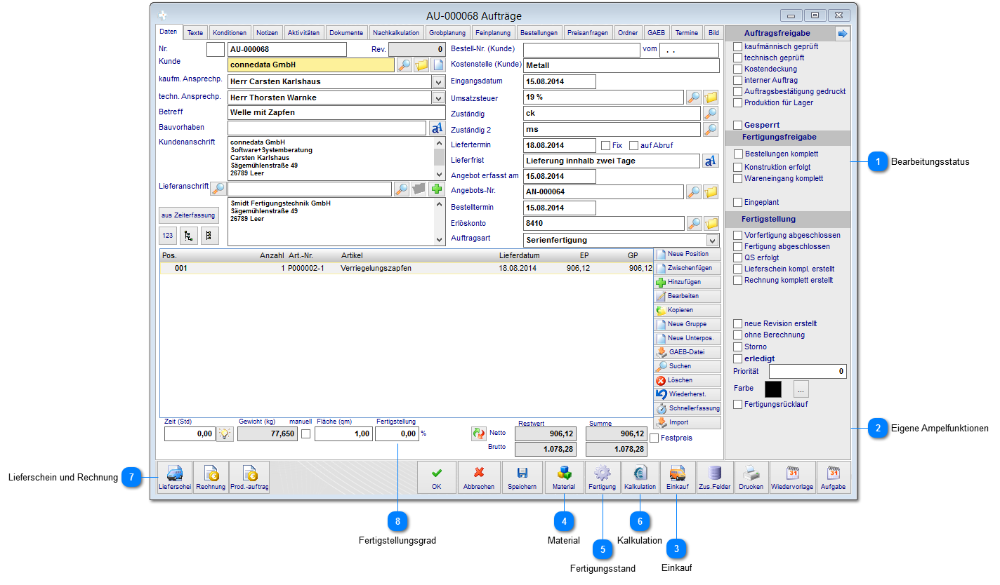 AU-000068 Aufträge
Daten Texte Konditionen Notizen Aktivitäten Dokumente Nachkalkulation Grobplanung Feinplanung Bestellungen Preisanfragen Ordner GAEB Termine Bild
Nr. AU-000068 Rev. 0
Kunde connedata GmbH
kaufm. Ansprechp. Herr Carsten Karlshaus
techn. Ansprechp. Herr Thorsten Warnke
Betreff Welle mit Zapfen
Bauvorhaben
Kundenanschrift connedata GmbH
Software+Systemberatung
Carsten Karlshaus
Sägemühlenstraße 49
26789 Leer
Lieferanschrift
Smidt Fertigungstechnik GmbH
Sägemühlenstraße 49
26789 Leer
aus Zeiterfassung
123
Bestell-Nr. (Kunde) vom . .
Kostenstelle (Kunde) Metall
Eingangsdatum 15.08.2014
Umsatzsteuer 19 %
Zuständig ck
Zuständig 2 ms
Liefertermin 18.08.2014 Fix auf Abruf
Lieferfrist Lieferung innhalb zwei Tage
Angebot erfasst am 15.08.2014
Angebots-Nr. AN-000064
Bestelltermin 15.08.2014
Erlöskonto 8410
Auftragsart Serienfertigung
Pos. Anzahl Art.-Nr. Artikel Lieferdatum EP GP
001 1 P000002-1 Verriegelungszapfen 18.08.2014 906,12 906,12
Neue Position
Zwischenfügen
Hinzufügen
Bearbeiten
Kopieren
Neue Gruppe
Neue Unterpos.
GAEB-Datei
Suchen
Löschen
Wiederherst.
Schnellerfassung
Import
Zeit (Std) Gewicht (kg) manuell Fläche (qm) Fertigstellung Restwert Summe
0,00 77,650 1,00 0,00 % Netto 906,12 906,12 Festpreis
Brutto 1.078,28 1.078,28
Auftragsfreigabe
kaufmännisch geprüft
technisch geprüft
Kostendeckung
interner Auftrag
Auftragsbestätigung gedruckt
Produktion für Lager
Gesperrt
Fertigungsfreigabe
Bestellungen komplett
Konstruktion erfolgt
Wareneingang komplett
Eingeplant
Fertigstellung
Vorfertigung abgeschlossen
Fertigung abgeschlossen
QS erfolgt
Lieferschein kompl. erstellt
Rechnung komplett erstellt
neue Revision erstellt
ohne Berechnung
Storno
erledigt
Priorität 0
Farbe ...
Fertigungsrücklauf
Lieferschei Rechnung Prod.-auftrag OK Abbrechen Speichern Material Fertigung Kalkulation Einkauf Zus.Felder Drucken Wiedervorlage Aufgabe
1 Bearbeitungsstatus
2 Eigene Ampelfunktionen
Lieferschein und Rechnung 7
8 Fertigstellungsgrad
4 Material
6 Kalkulation
5 Fertigungsstand
3 Einkauf